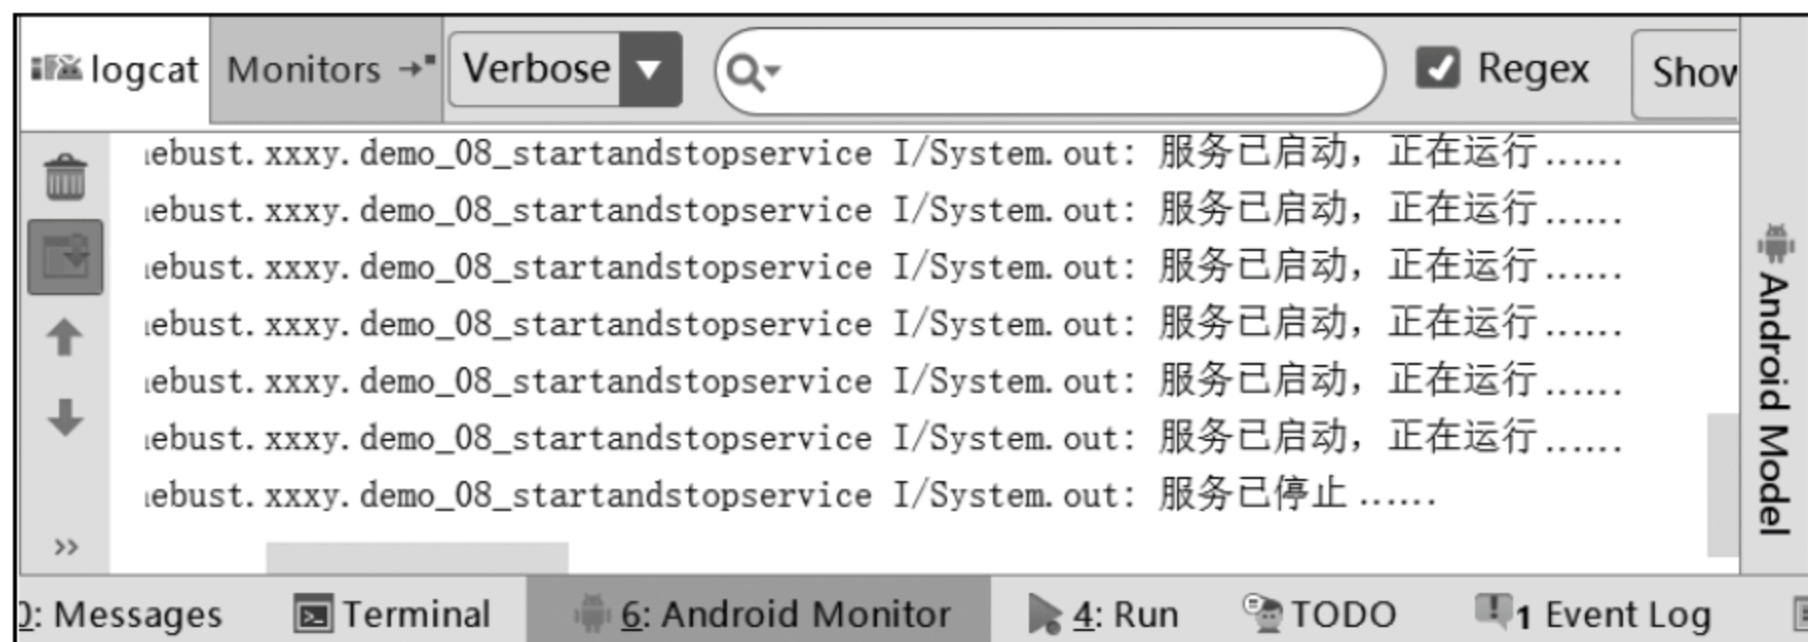 logcat Monitors Verbose Regex Show
ebust.xxxy.demo_08_startandstopservice I/System.out: 服务已启动，正在运行......
ebust.xxxy.demo_08_startandstopservice I/System.out: 服务已启动，正在运行......
ebust.xxxy.demo_08_startandstopservice I/System.out: 服务已启动，正在运行......
ebust.xxxy.demo_08_startandstopservice I/System.out: 服务已启动，正在运行......
ebust.xxxy.demo_08_startandstopservice I/System.out: 服务已启动，正在运行......
ebust.xxxy.demo_08_startandstopservice I/System.out: 服务已启动，正在运行......
ebust.xxxy.demo_08_startandstopservice I/System.out: 服务已停止......
Android Model
0: Messages Terminal 6: Android Monitor 4: Run TODO 1 Event Log